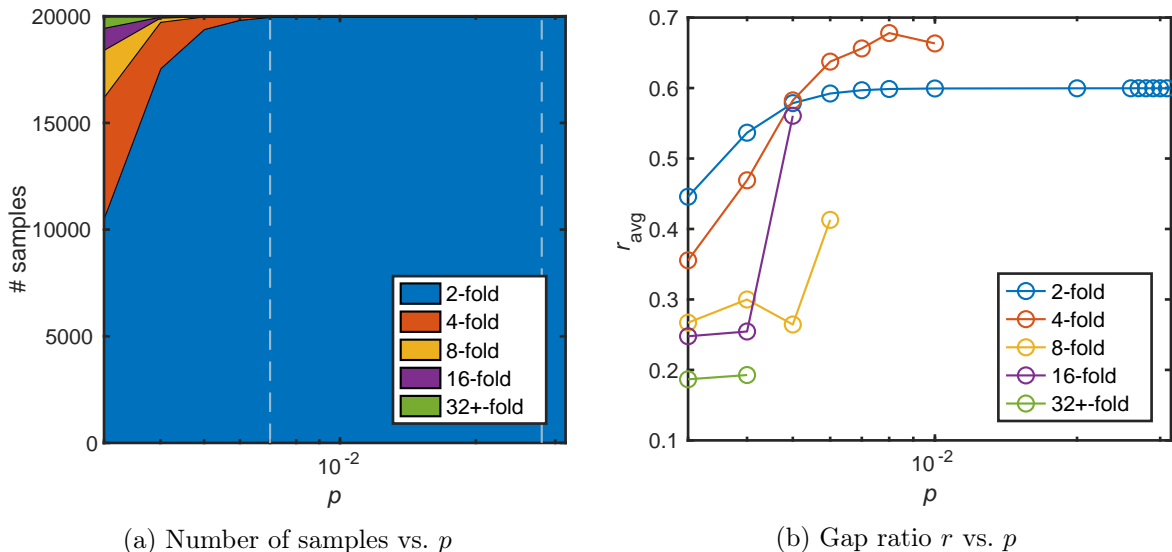 20000
15000
10000
5000
0
# samples
2-fold
4-fold
8-fold
16-fold
32+-fold
10⁻²
p
(a) Number of samples vs. p
0.7
0.6
0.5
0.4
0.3
0.2
0.1
r_avg
2-fold
4-fold
8-fold
16-fold
32+-fold
10⁻²
p
(b) Gap ratio r vs. p